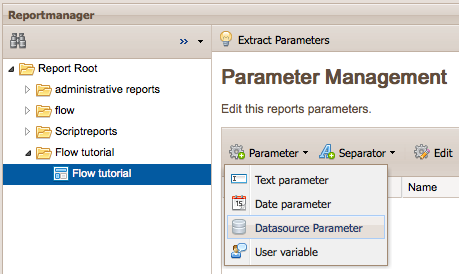 Reportmanager
»
Extract Parameters
Report Root
administrative reports
flow
Scriptreports
Flow tutorial
Flow tutorial
Parameter Management
Edit this reports parameters.
Parameter Separator Edit
Name
Text parameter
Date parameter
Datasource Parameter
User variable